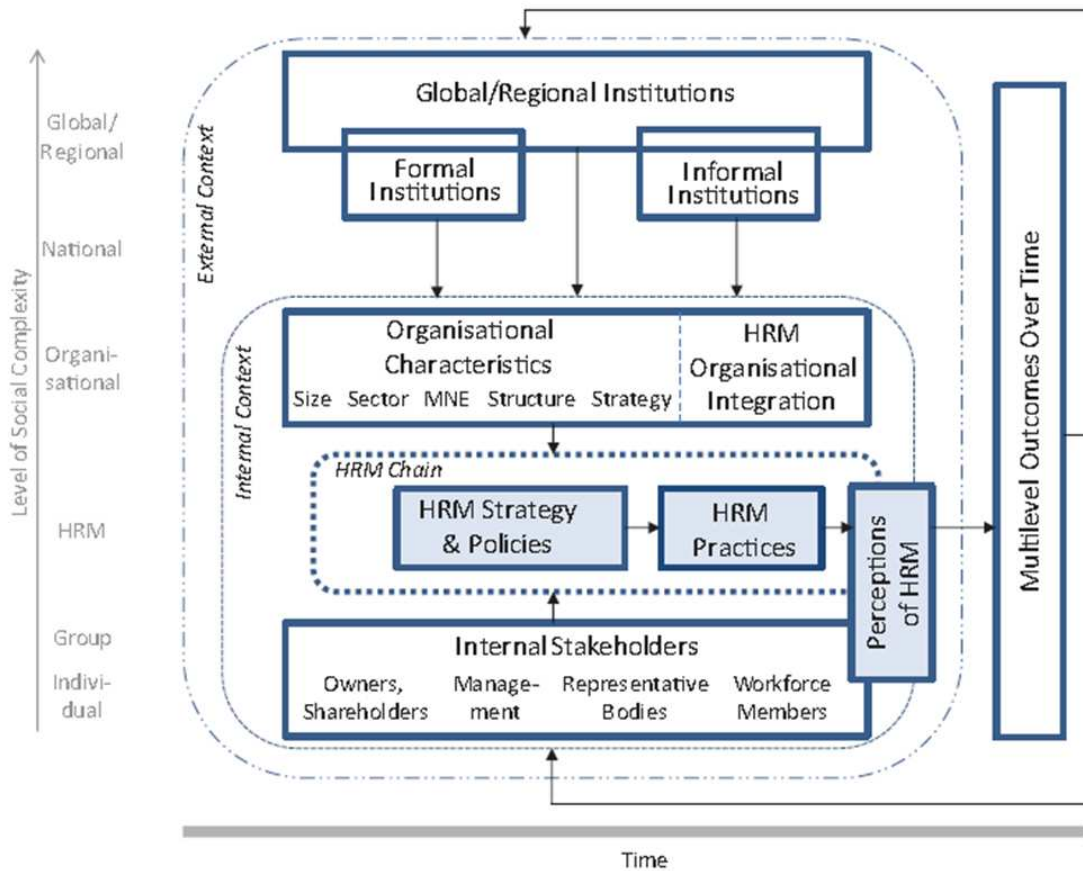 Global/Regional Institutions
Formal
Institutions
Informal
Institutions
Global/
Regional
National
Organi-
sational
HRM
Group
Indivi-
dual
Level of Social Complexity
External Context
Internal Context
Organisational
Characteristics
Size Sector MNE Structure Strategy
HRM
Organisational
Integration
HRM Chain
HRM Strategy
& Policies
HRM
Practices
Perceptions
of HRM
Internal Stakeholders
Owners,
Shareholders
Manage-
ment
Representative
Bodies
Workforce
Members
Multilevel Outcomes Over Time
Time